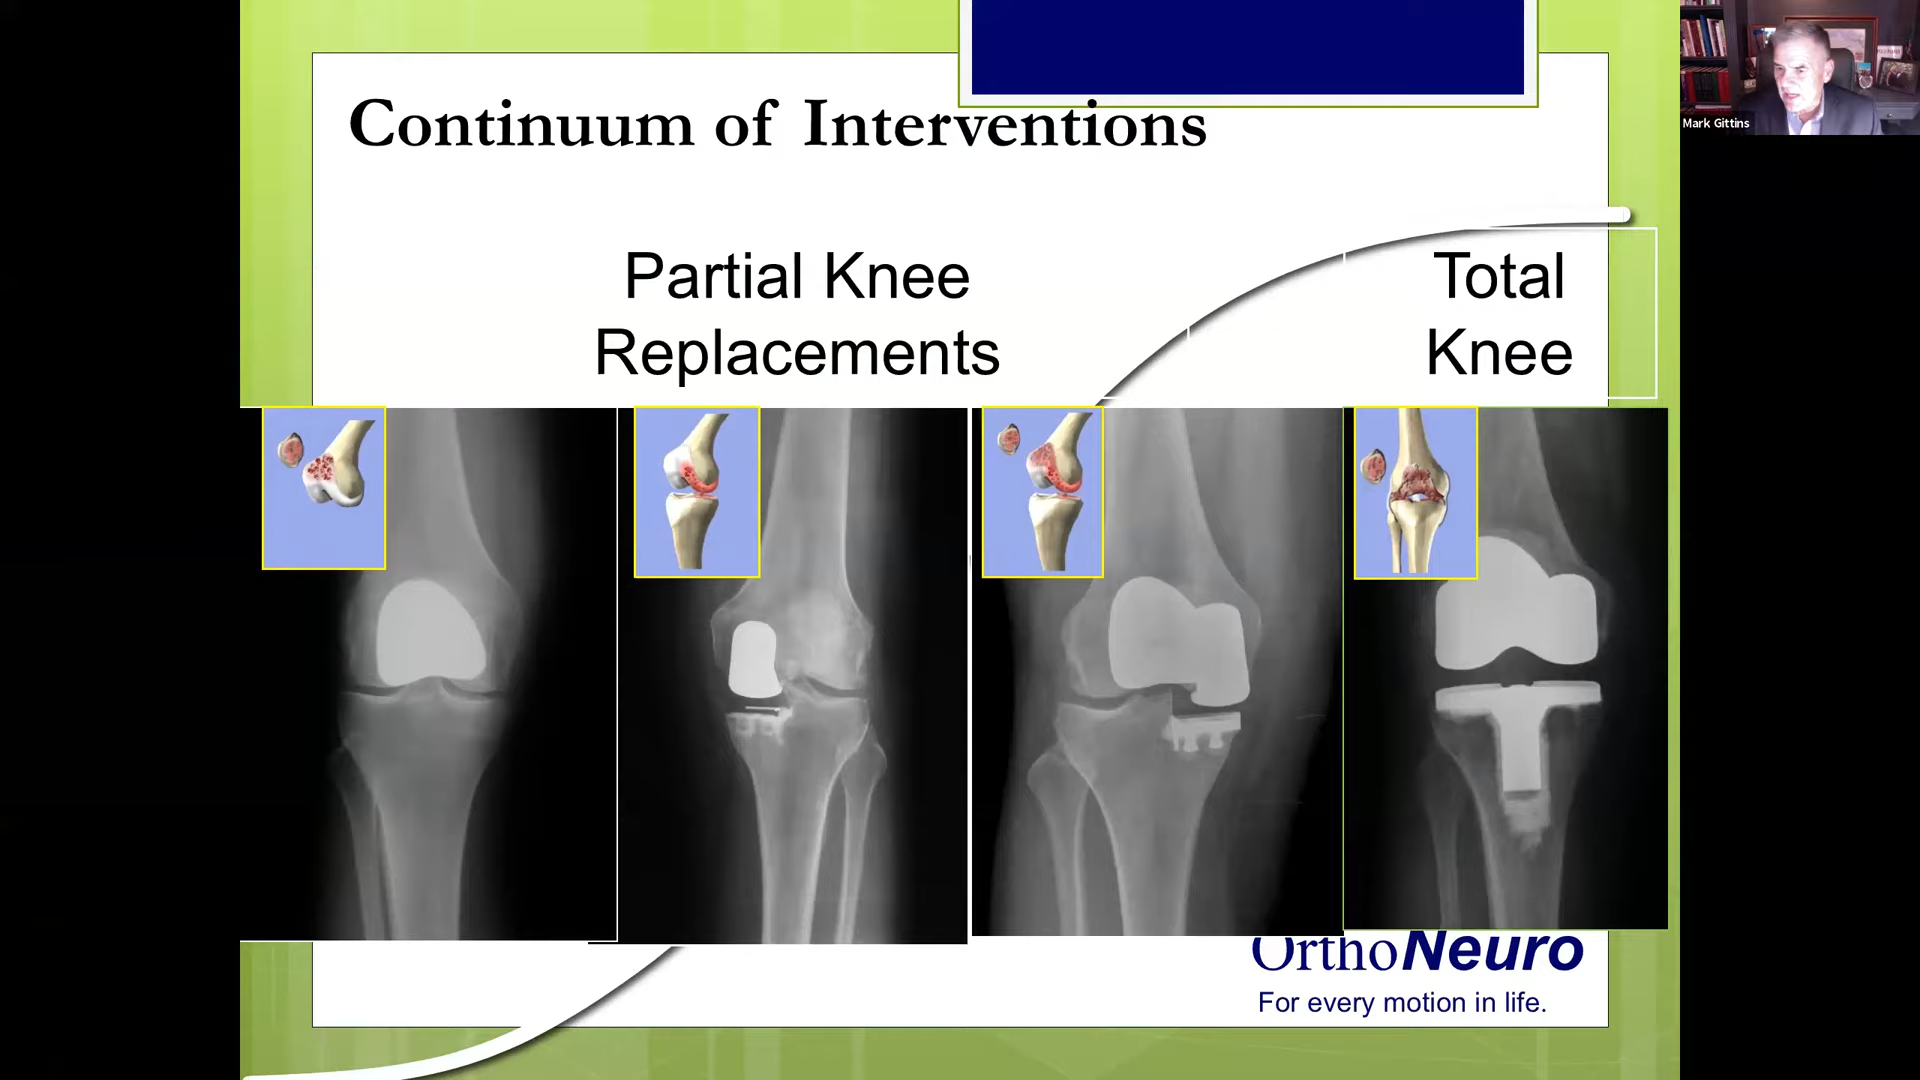 Mark Gittins
Continuum of Interventions
Partial Knee
Replacements
Total
Knee
OrthoNeuro
For every motion in life.